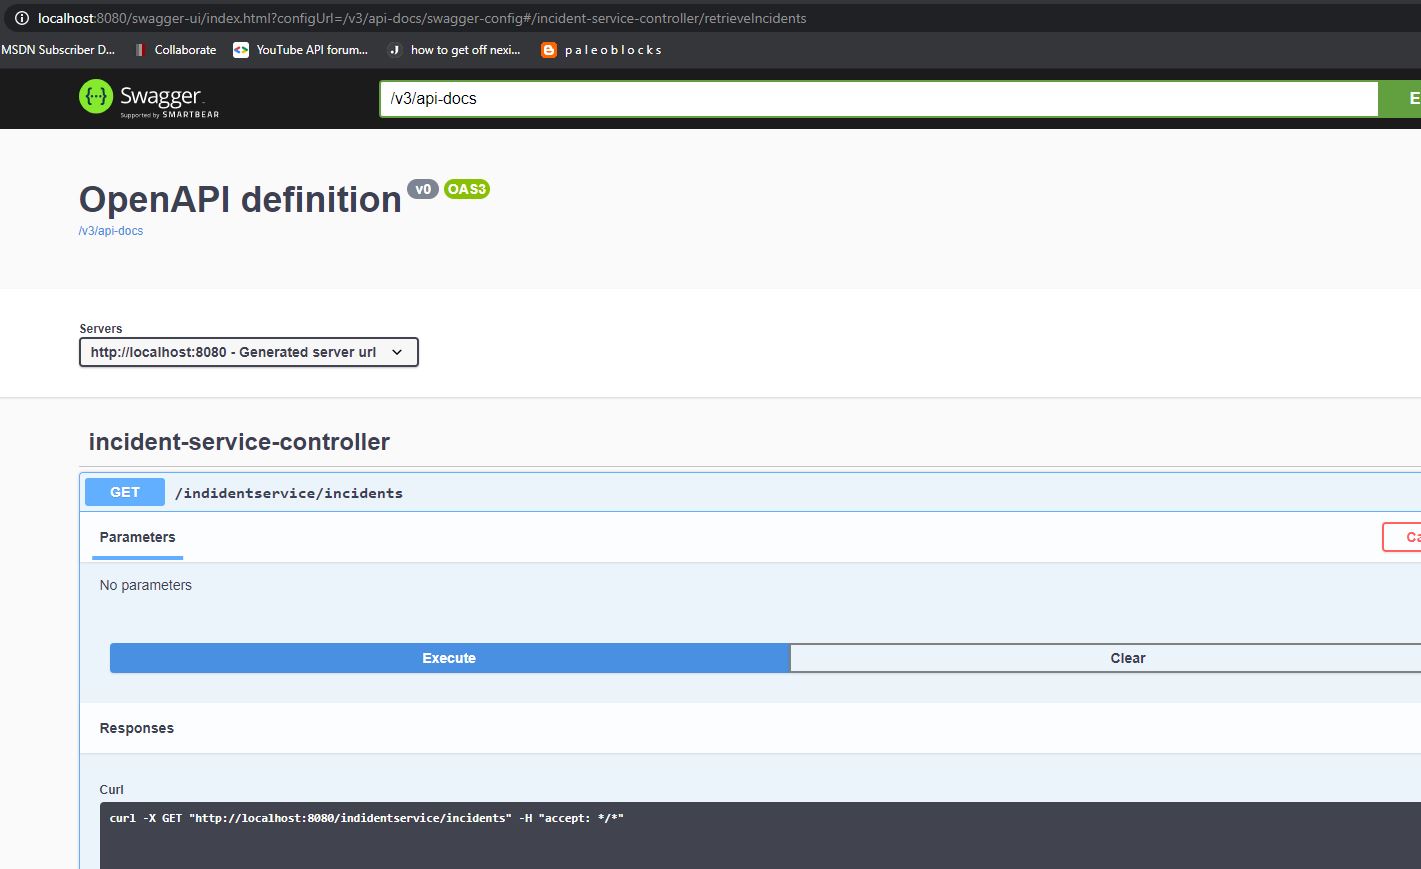 localhost:8080/swagger-ui/index.html?configUrl=/v3/api-docs/swagger-config#/incident-service-controller/retrieveIncidents
MSDN Subscriber D... Collaborate YouTube API forum... J how to get off nexi... paleoblocks
{···} Swagger Supported by SMARTBEAR /v3/api-docs E
OpenAPI definition v0 OAS3
/v3/api-docs
Servers
http://localhost:8080 - Generated server url
incident-service-controller
GET /indidentservice/incidents
Parameters Ca
No parameters
Execute Clear
Responses
Curl
curl -X GET "http://localhost:8080/indidentservice/incidents" -H "accept: */*"